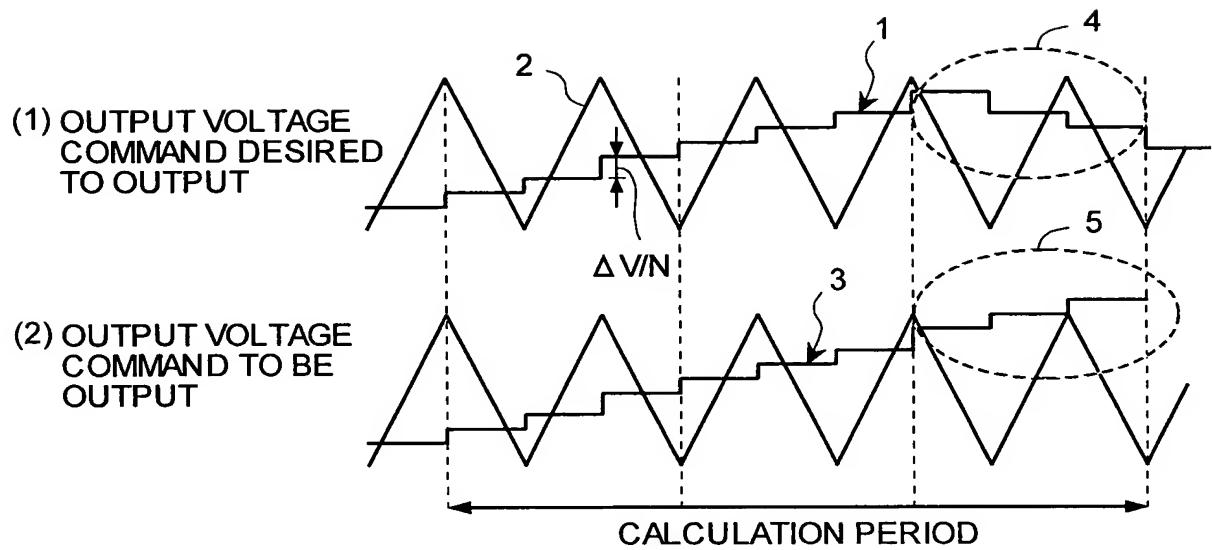 4
1
2
(1) OUTPUT VOLTAGE
COMMAND DESIRED
TO OUTPUT
ΔV/N
5
3
(2) OUTPUT VOLTAGE
COMMAND TO BE
OUTPUT
CALCULATION PERIOD